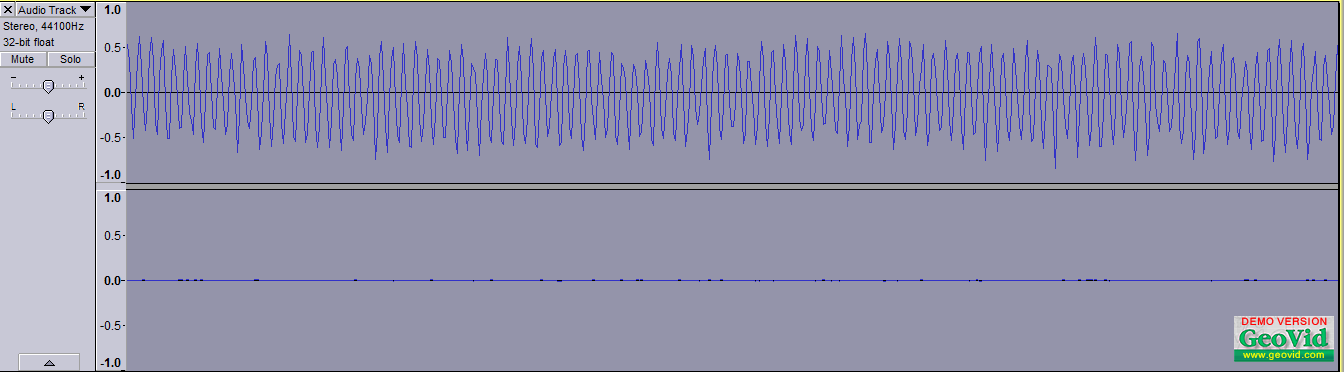 Audio Track
Stereo, 44100Hz
32-bit float
Mute Solo
- +
L R
1.0
0.5-
0.0-
-0.5-
-1.0
1.0
0.5-
0.0-
-0.5-
-1.0
DEMO VERSION
GeoVid
www.geovid.com